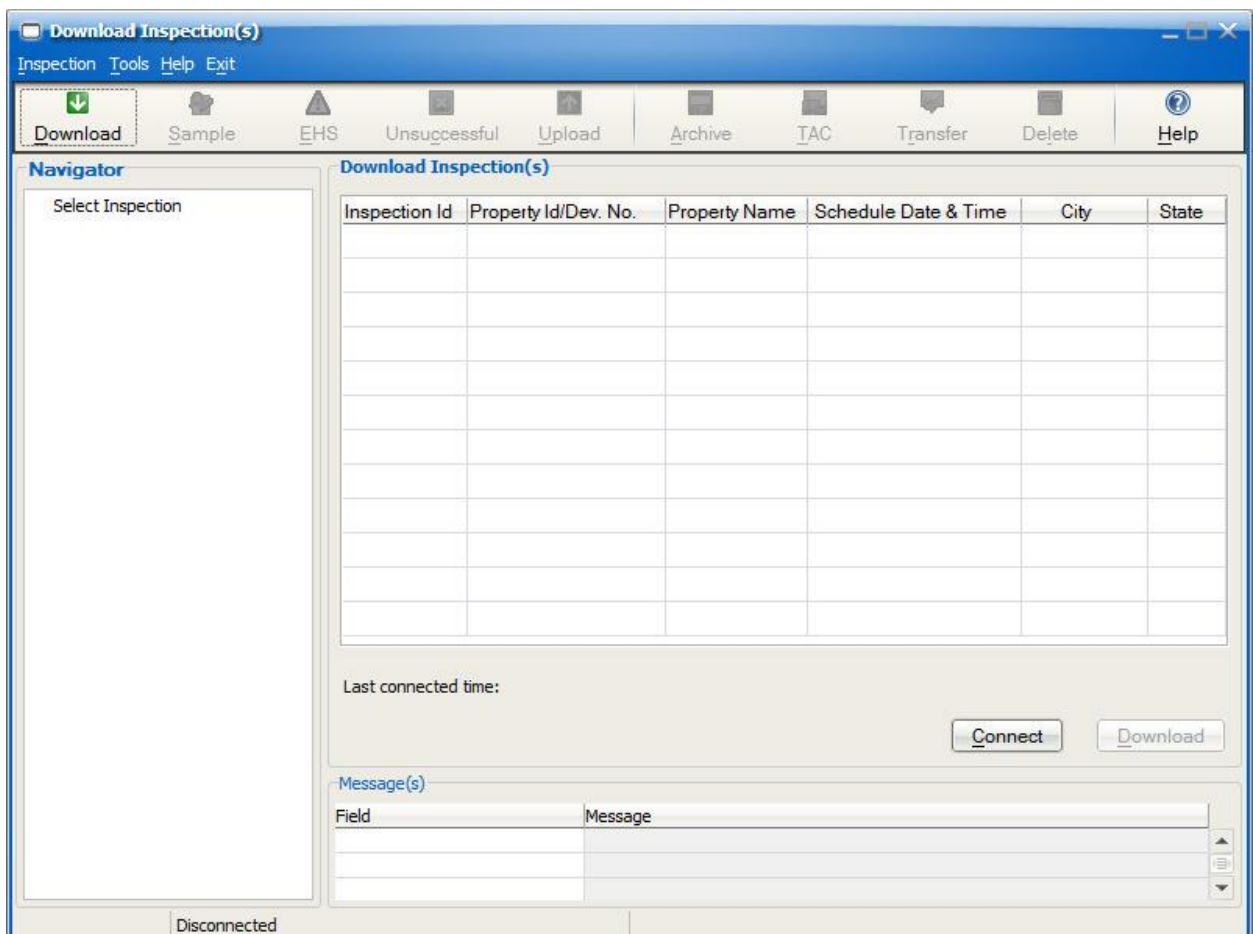 Download Inspection(s)
Inspection Tools Help Exit
Download Sample EHS Unsuccessful Upload Archive TAC Transfer Delete Help
Navigator
Select Inspection
Download Inspection(s)
Inspection Id Property Id/Dev. No. Property Name Schedule Date & Time City State
Last connected time:
Connect Download
Message(s)
Field Message
Disconnected